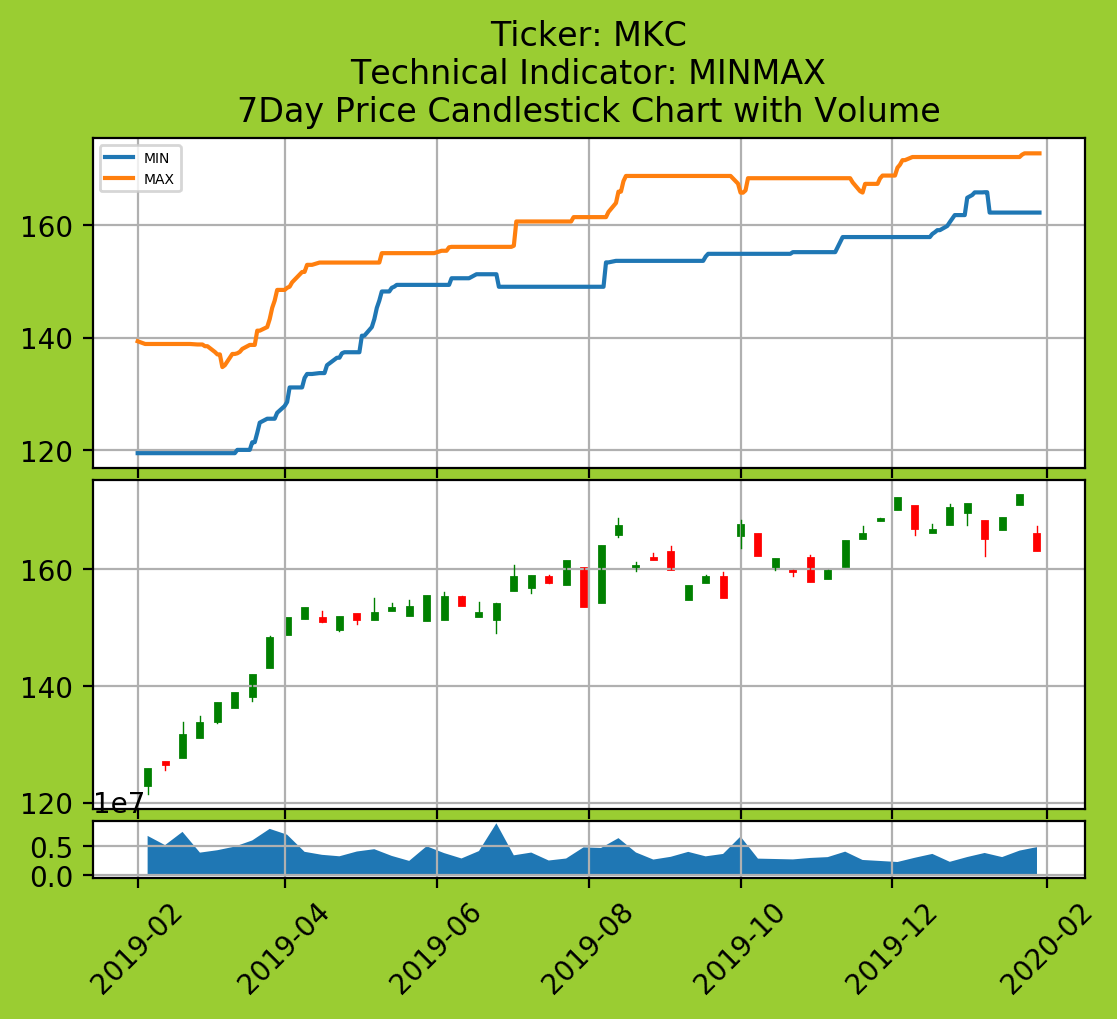 Ticker: MKC
Technical Indicator: MINMAX
7Day Price Candlestick Chart with Volume
MIN
MAX
160
140
120
160
140
120
1e7
0.5
0.0
2019-02
2019-04
2019-06
2019-08
2019-10
2019-12
2020-02